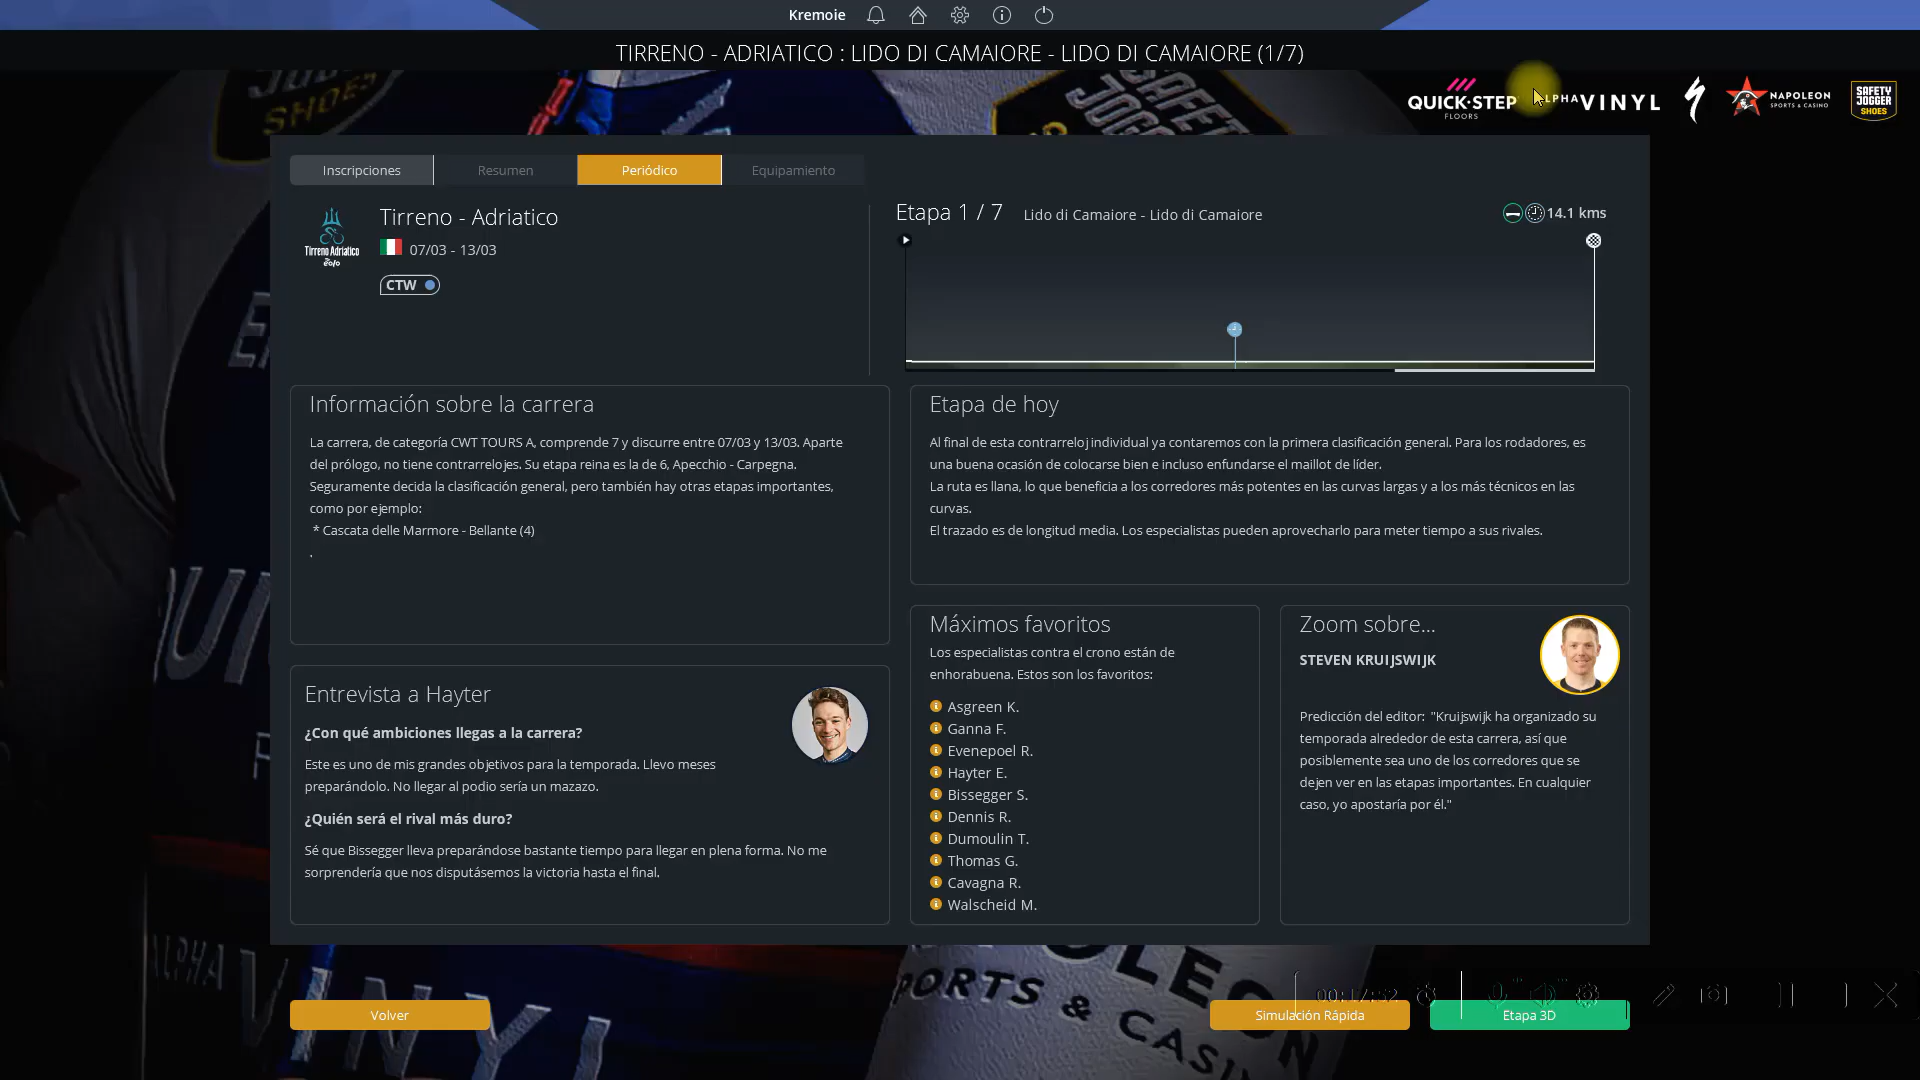 Kremoie
TIRRENO - ADRIATICO : LIDO DI CAMAIORE - LIDO DI CAMAIORE (1/7)
QUICK-STEP
FLOORS
LPHAVINYL
NAPOLEON
SPORTS & CASINO
SAFETY
JOGGER
SHOES
Inscripciones
Resumen
Periódico
Equipamiento
Tirreno - Adriatico
07/03 - 13/03
CTW
Tirreno Adriatico
Etapa 1 / 7
Lido di Camaiore - Lido di Camaiore
14.1 kms
Información sobre la carrera
La carrera, de categoría CWT TOURS A, comprende 7 y discurre entre 07/03 y 13/03. Aparte
del prólogo, no tiene contrarrelojes. Su etapa reina es la de 6, Apecchio - Carpegna.
Seguramente decida la clasificación general, pero también hay otras etapas importantes,
como por ejemplo:
* Cascata delle Marmore - Bellante (4)
.
Etapa de hoy
Al final de esta contrarreloj individual ya contaremos con la primera clasificación general. Para los rodadores, es
una buena ocasión de colocarse bien e incluso enfundarse el maillot de líder.
La ruta es llana, lo que beneficia a los corredores más potentes en las curvas largas y a los más técnicos en las
curvas.
El trazado es de longitud media. Los especialistas pueden aprovecharlo para meter tiempo a sus rivales.
Entrevista a Hayter
¿Con qué ambiciones llegas a la carrera?
Este es uno de mis grandes objetivos para la temporada. Llevo meses
preparándolo. No llegar al podio sería un mazazo.
¿Quién será el rival más duro?
Sé que Bissegger lleva preparándose bastante tiempo para llegar en plena forma. No me
sorprendería que nos disputásemos la victoria hasta el final.
Máximos favoritos
Los especialistas contra el crono están de
enhorabuena. Estos son los favoritos:
Asgreen K.
Ganna F.
Evenepoel R.
Hayter E.
Bissegger S.
Dennis R.
Dumoulin T.
Thomas G.
Cavagna R.
Walscheid M.
Zoom sobre...
STEVEN KRUIJSWIJK
Predicción del editor: "Kruijswijk ha organizado su
temporada alrededor de esta carrera, así que
posiblemente sea uno de los corredores que se
dejen ver en las etapas importantes. En cualquier
caso, yo apostaría por él."
Volver
Simulación Rápida
Etapa 3D
JOGGER
SHOES
ALPHA VINYL
PORTS & CASIN